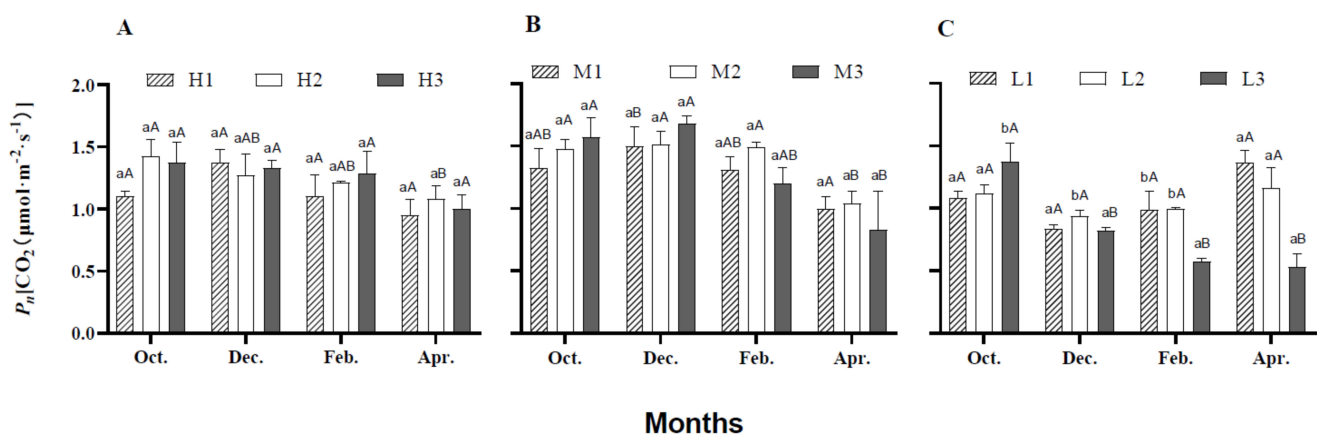 A
H1 H2 H3
Pn[CO2 (μmol·m-2·s-1)]
2.0
1.5
1.0
0.5
0.0
aA aA aA aA aAB aA aA aAB aA aA aB aA
Oct. Dec. Feb. Apr.
B
M1 M2 M3
aAB aA aA aB aA aA aAB aA aAB aA aB aB
Oct. Dec. Feb. Apr.
C
L1 L2 L3
aA aA bA aA bA aB bA bA aB aA aA aB
Oct. Dec. Feb. Apr.
Months